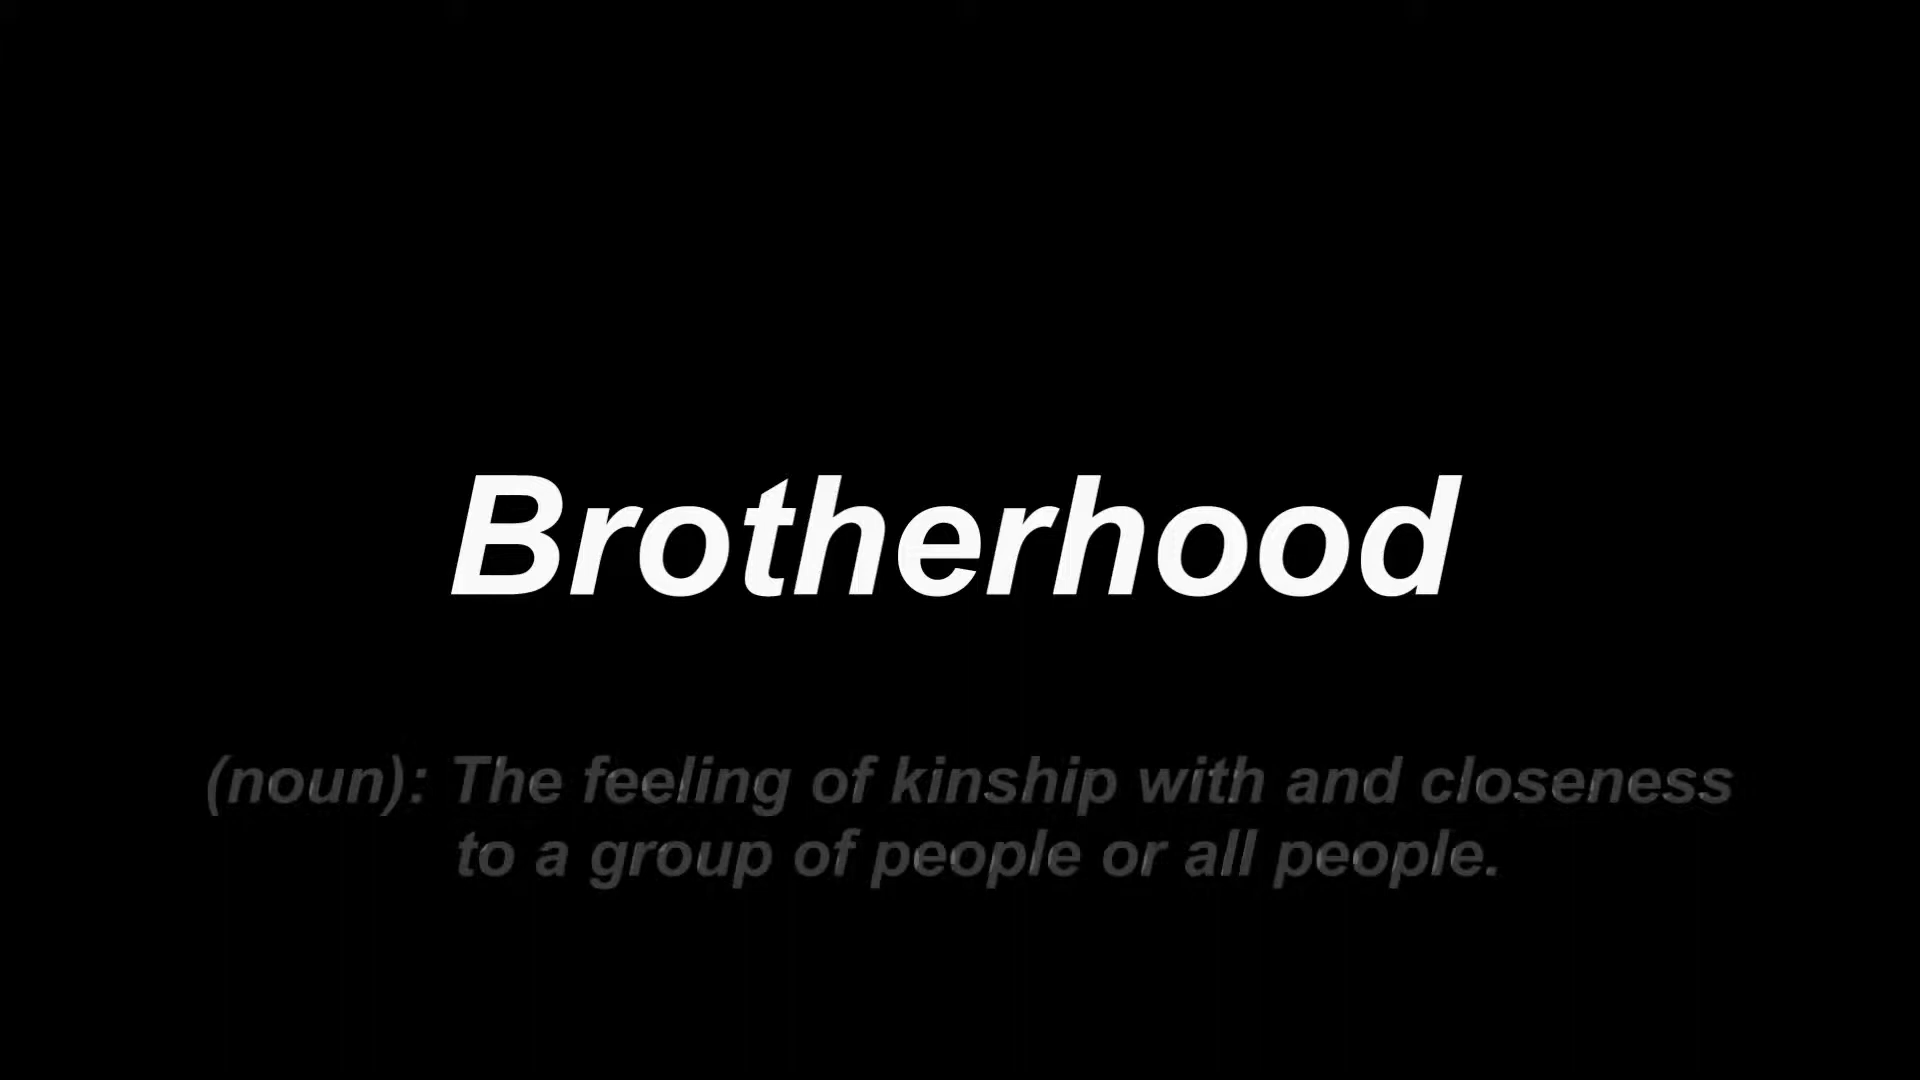 Brotherhood
(noun): The feeling of kinship with and closeness
to a group of people or all people.